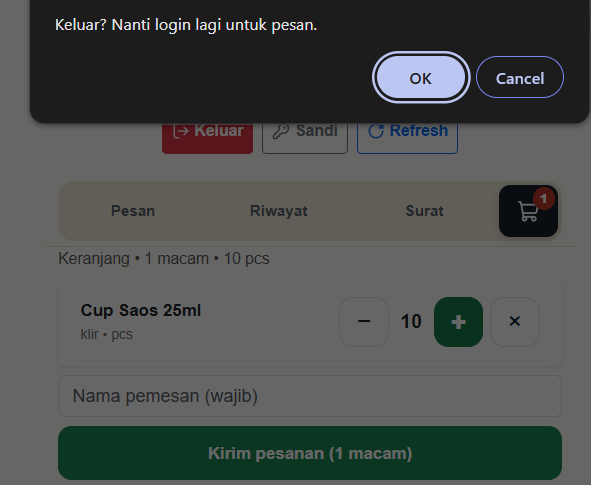 Keluar? Nanti login lagi untuk pesan.
OK Cancel
Keluar Sandi Refresh
Pesan Riwayat Surat 1
Keranjang • 1 macam • 10 pcs
Cup Saos 25ml
klir • pcs
− 10 + ×
Nama pemesan (wajib)
Kirim pesanan (1 macam)